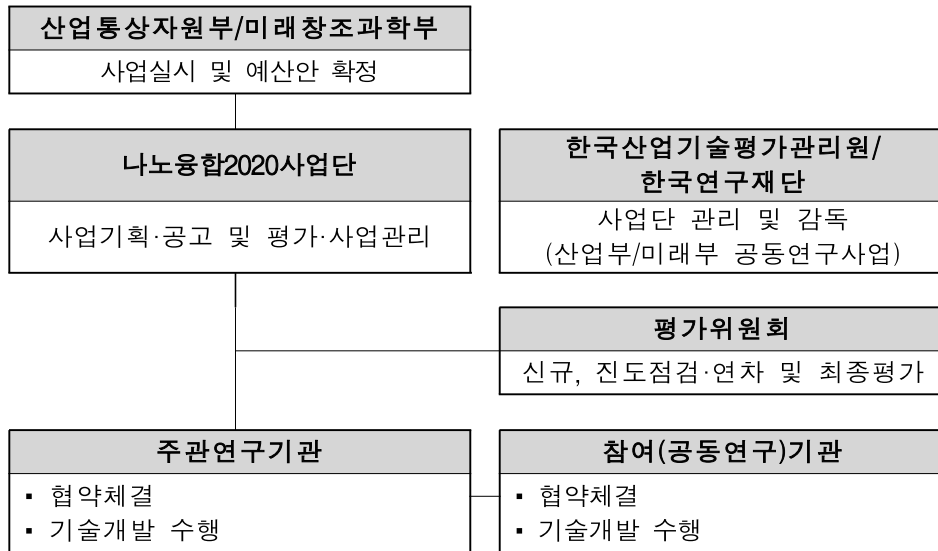 산업통상자원부/미래창조과학부
사업실시 및 예산안 확정
나노융합2020사업단
사업기획·공고 및 평가·사업관리
한국산업기술평가관리원/
한국연구재단
사업단 관리 및 감독
(산업부/미래부 공동연구사업)
평가위원회
신규, 진도점검·연차 및 최종평가
주관연구기관
▪ 협약체결
▪ 기술개발 수행
참여(공동연구)기관
▪ 협약체결
▪ 기술개발 수행